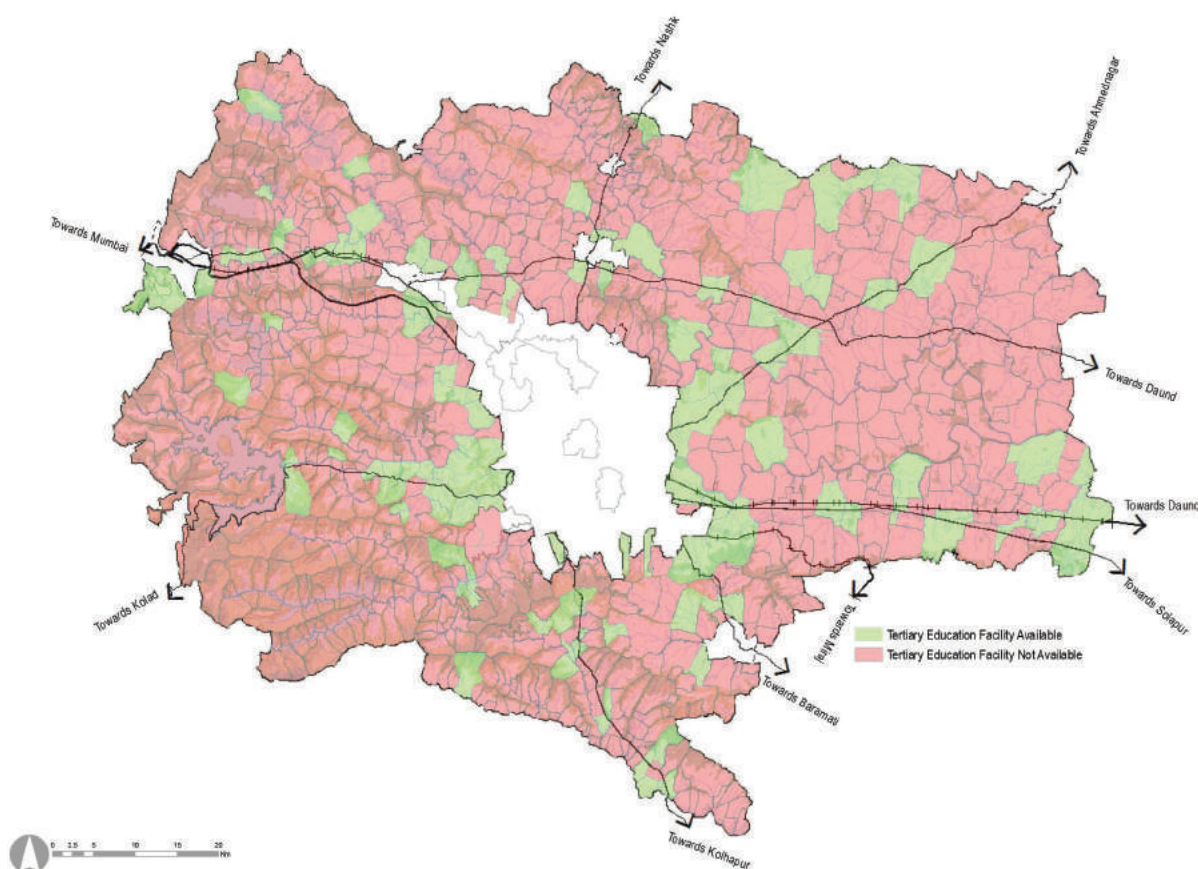 Towards Nashik
Towards Ahmednagar
Towards Mumbai
Towards Daund
Towards Daund
Towards Solapur
Towards Kolad
Towards Miraj
Tertiary Education Facility Available
Tertiary Education Facility Not Available
Towards Baramati
Towards Kolhapur
0 2.5 5 10 15 20
Km